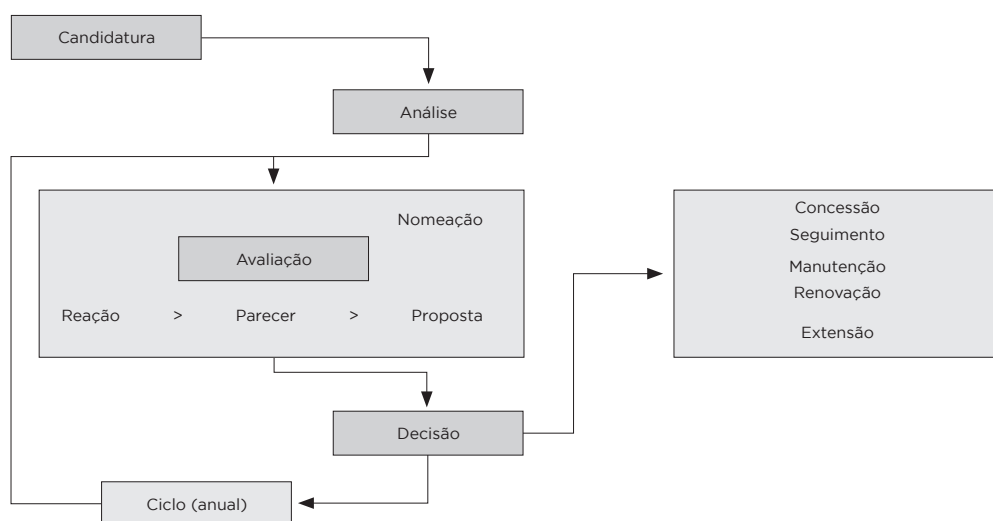 Candidatura
Análise
Nomeação
Avaliação
Reação > Parecer > Proposta
Concessão
Seguimento
Manutenção
Renovação
Extensão
Decisão
Ciclo (anual)